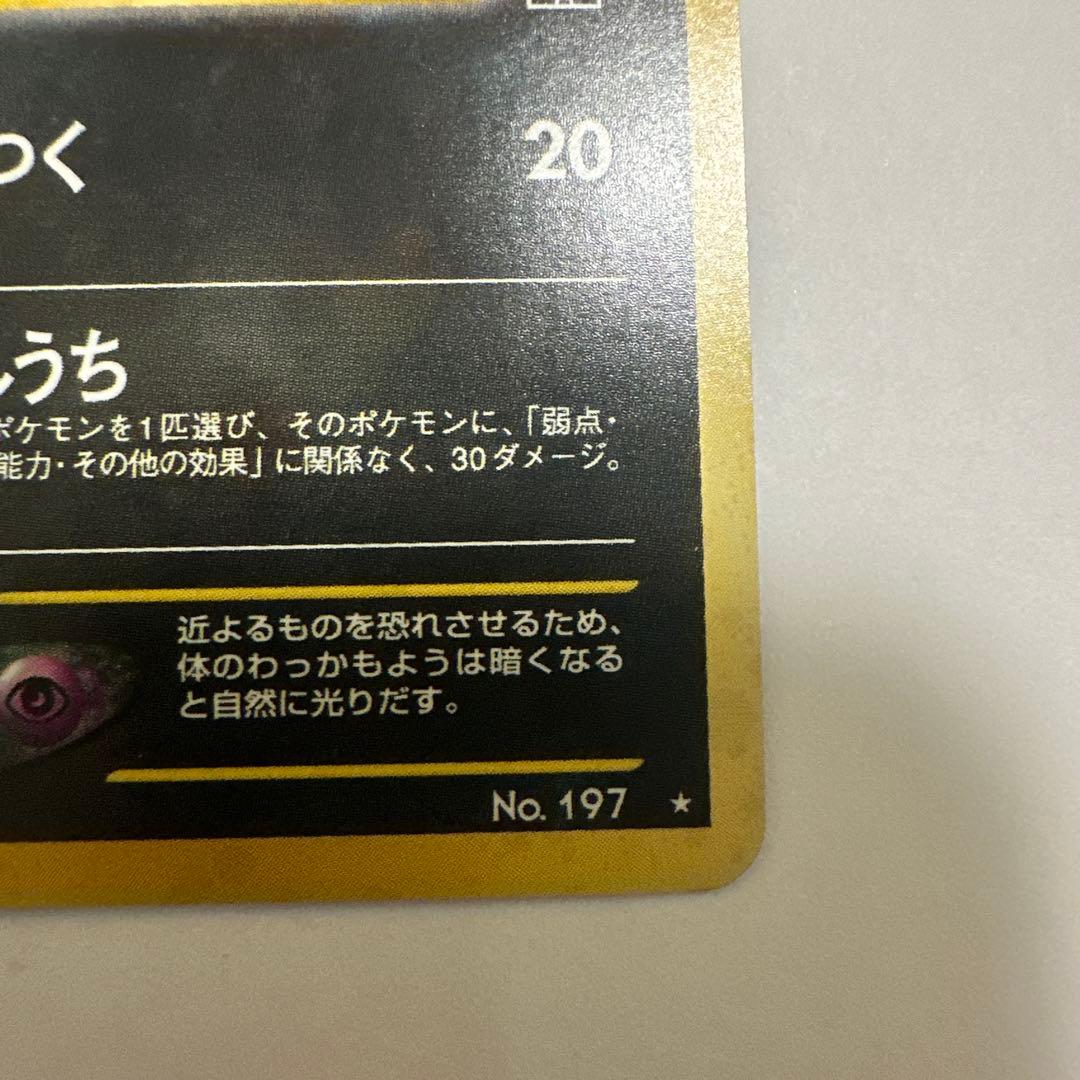 つく 20
うち
ポケモンを1匹選び、そのポケモンに、「弱点・
能力・その他の効果」に関係なく、30ダメージ。
近よるものを恐れさせるため、
体のわっかもようは暗くなる
と自然に光りだす。
No. 197 ★